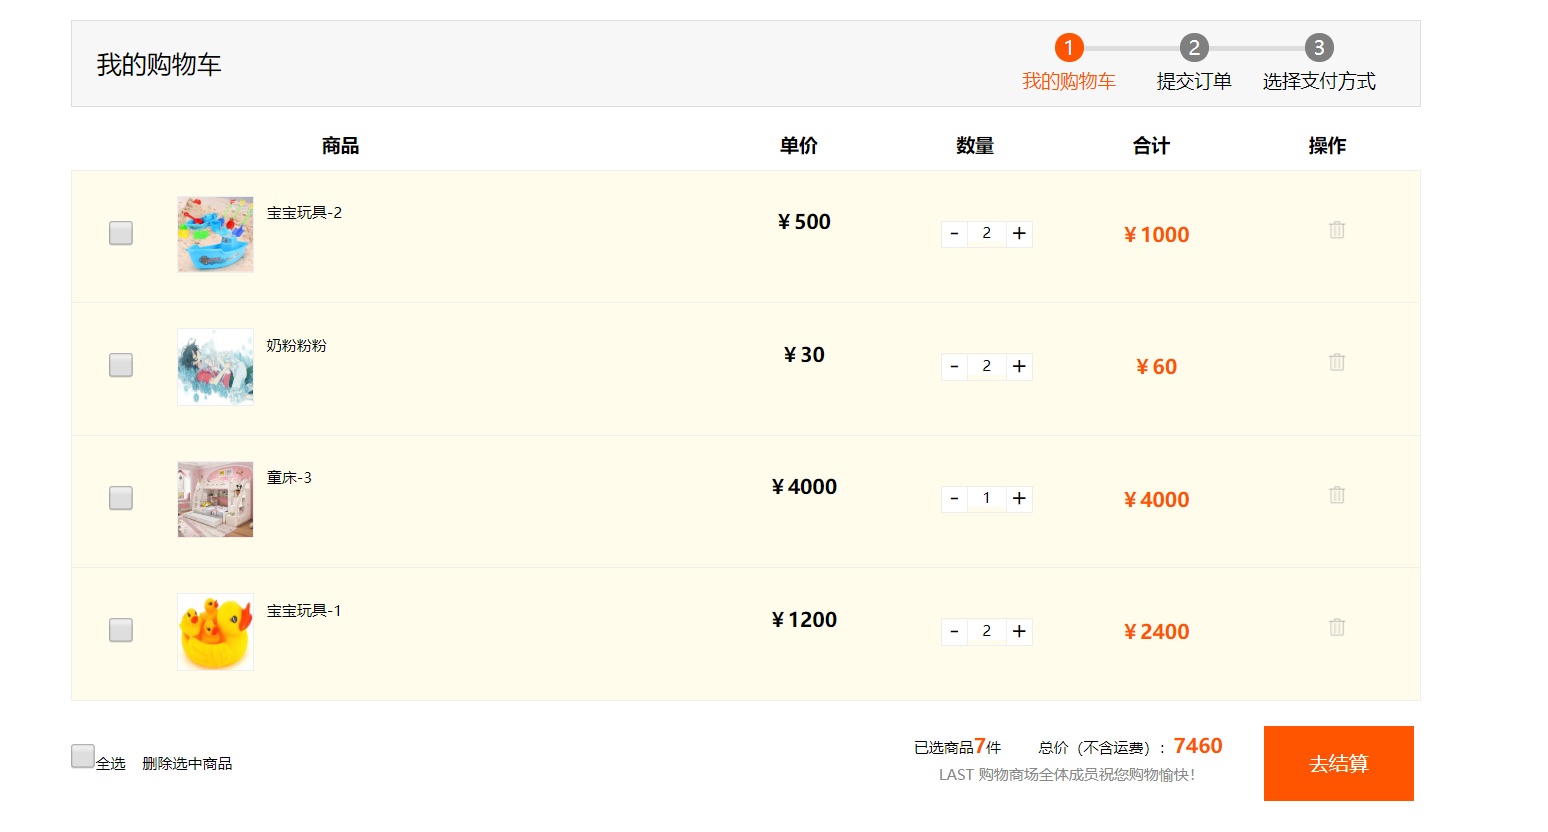 我的购物车
1 2 3
我的购物车 提交订单 选择支付方式
商品 单价 数量 合计 操作
宝宝玩具-2 ¥500 - 2 + ¥1000
奶粉粉粉 ¥30 - 2 + ¥60
童床-3 ¥4000 - 1 + ¥4000
宝宝玩具-1 ¥1200 - 2 + ¥2400
全选 删除选中商品 已选商品7件 总价（不含运费）：7460
LAST 购物商场全体成员祝您购物愉快！
去结算